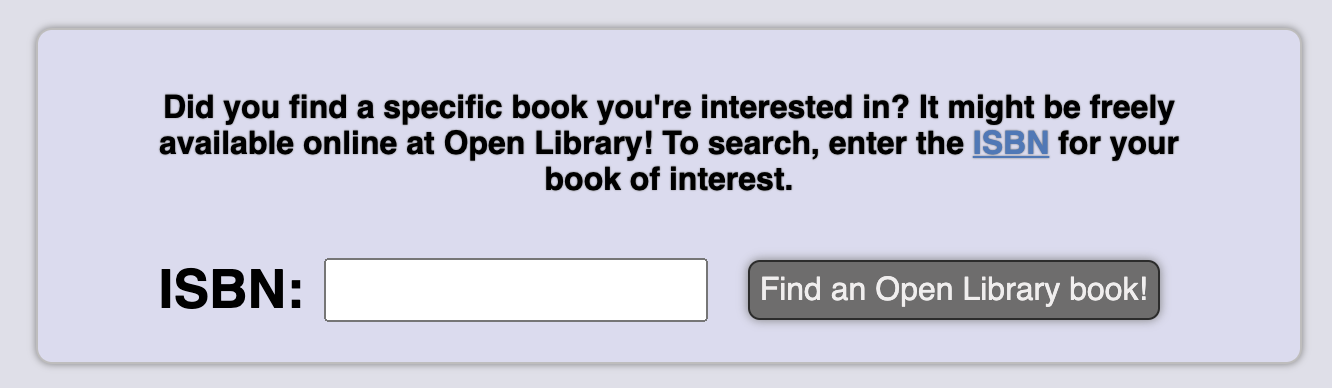 Did you find a specific book you're interested in? It might be freely
available online at Open Library! To search, enter the ISBN for your
book of interest.
ISBN: Find an Open Library book!